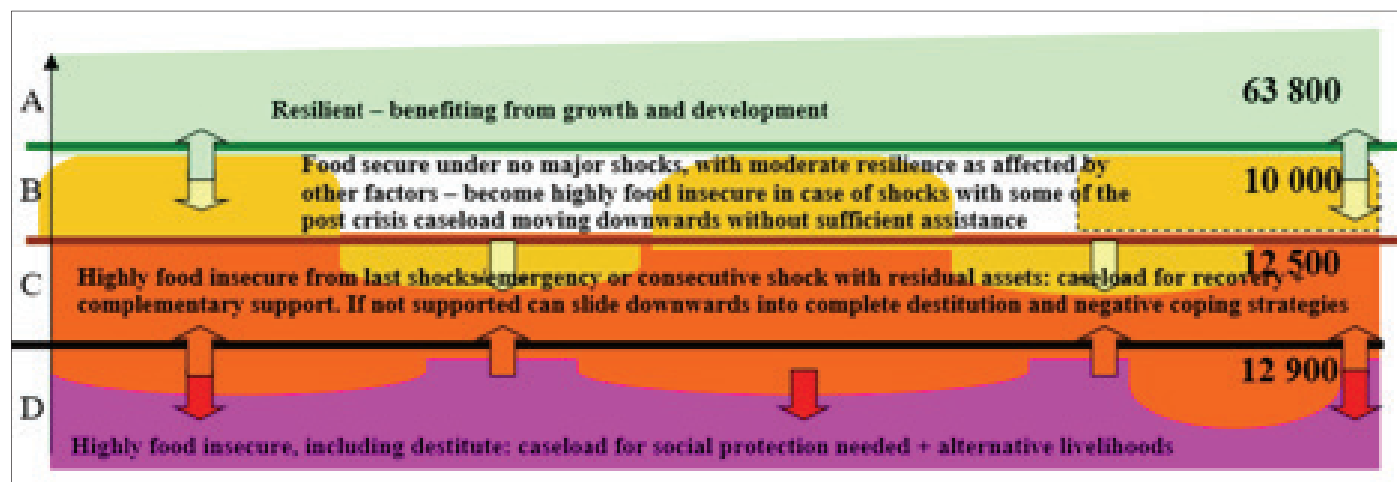 A
Resilient – benefiting from growth and development
63 800
B
Food secure under no major shocks, with moderate resilience as affected by
other factors – become highly food insecure in case of shocks with some of the
post crisis caseload moving downwards without sufficient assistance
10 000
C
12 500
Highly food insecure from last shocks/emergency or consecutive shock with residual assets: caseload for recovery +
complementary support. If not supported can slide downwards into complete destitution and negative coping strategies
12 900
D
Highly food insecure, including destitute: caseload for social protection needed + alternative livelihoods